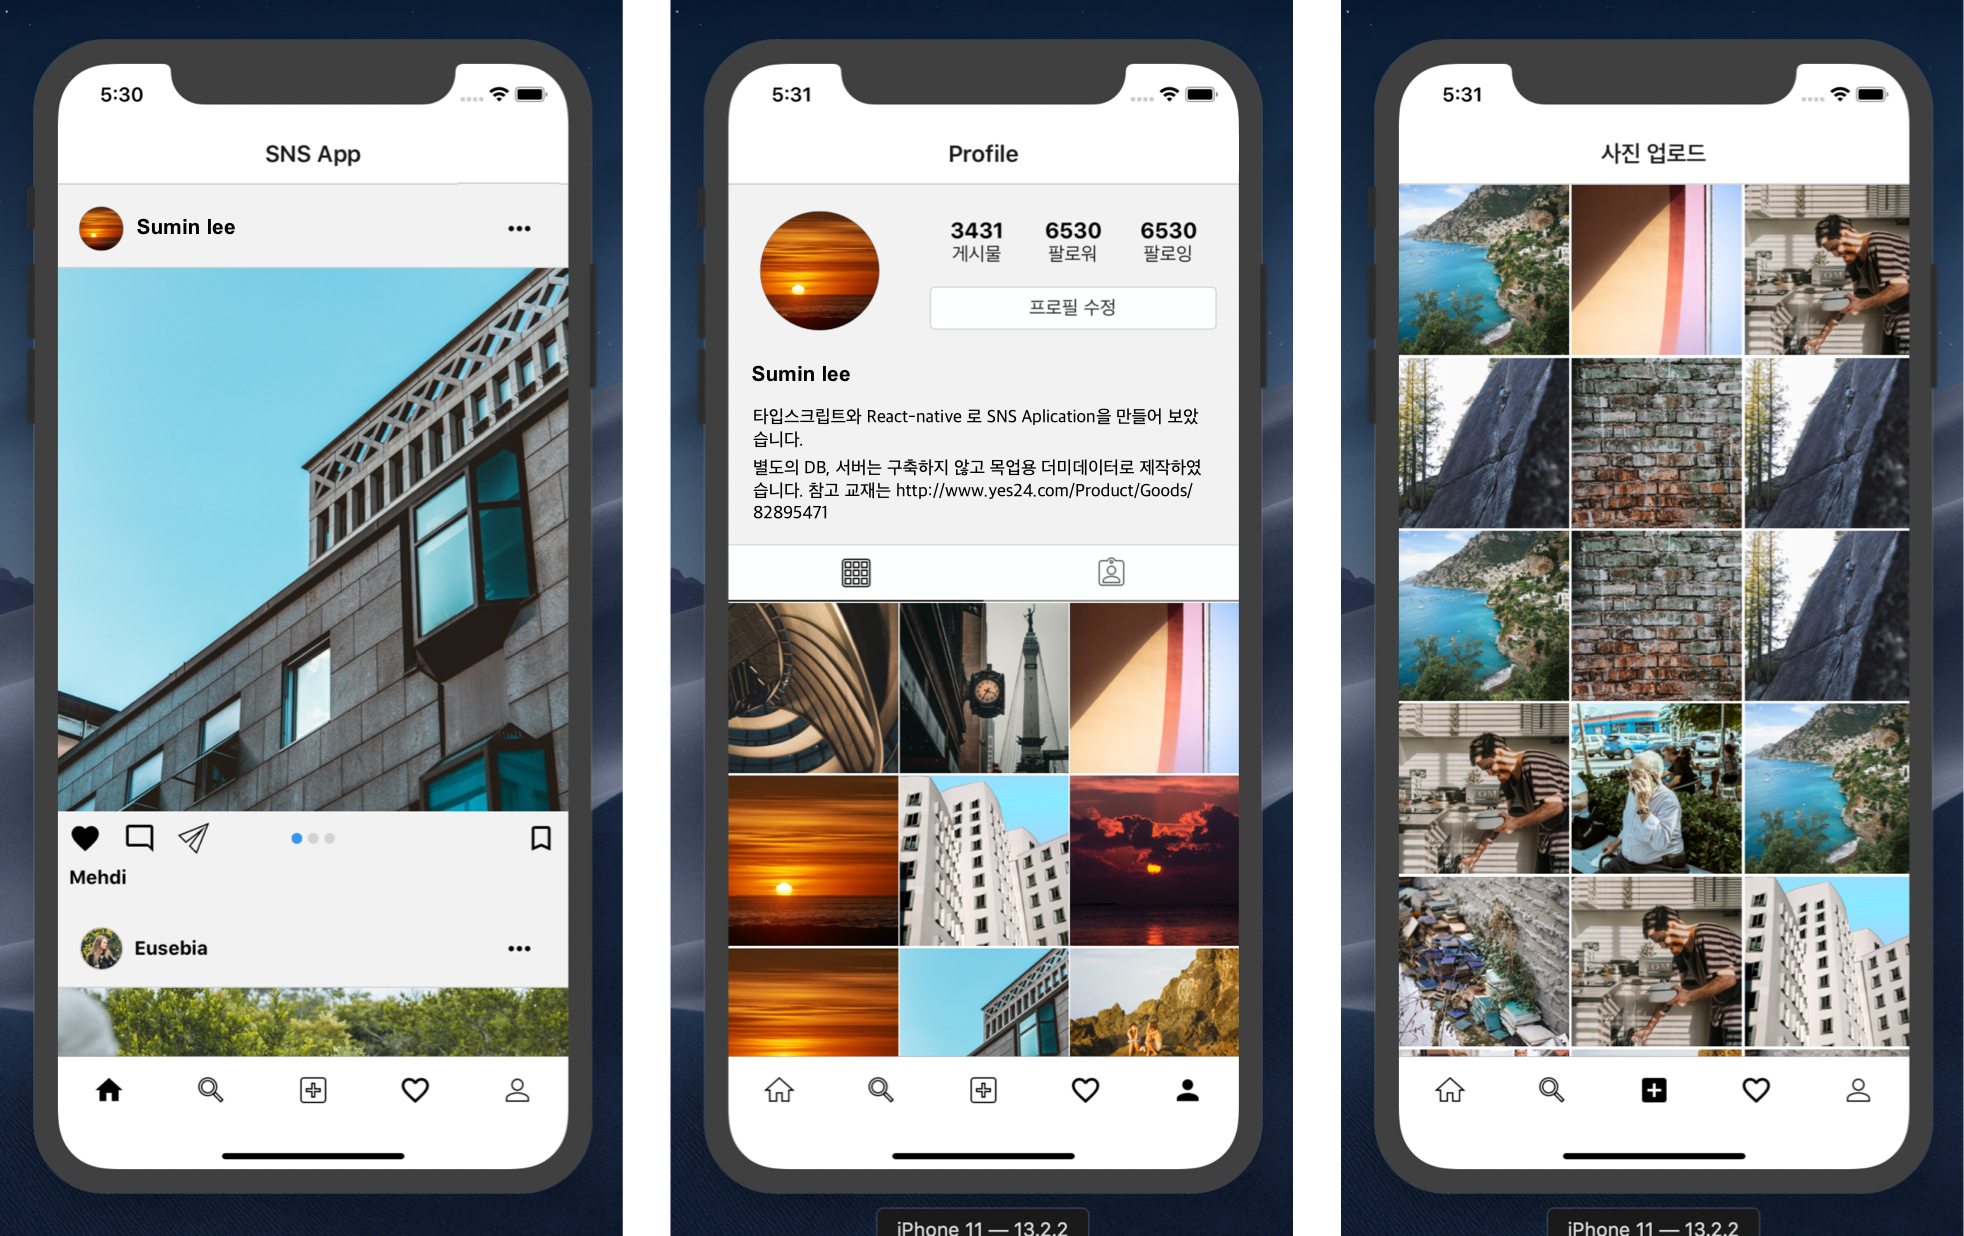 5:30
SNS App
Sumin lee
Mehdi
Eusebia
5:31
Profile
3431 6530 6530
게시물 팔로워 팔로잉
프로필 수정
Sumin lee
타입스크립트와 React-native 로 SNS Aplication을 만들어 보았
습니다.
별도의 DB, 서버는 구축하지 않고 목업용 더미데이터로 제작하였
습니다. 참고 교재는 http://www.yes24.com/Product/Goods/
82895471
iPhone 11 — 13.2.2
5:31
사진 업로드
iPhone 11 — 13.2.2